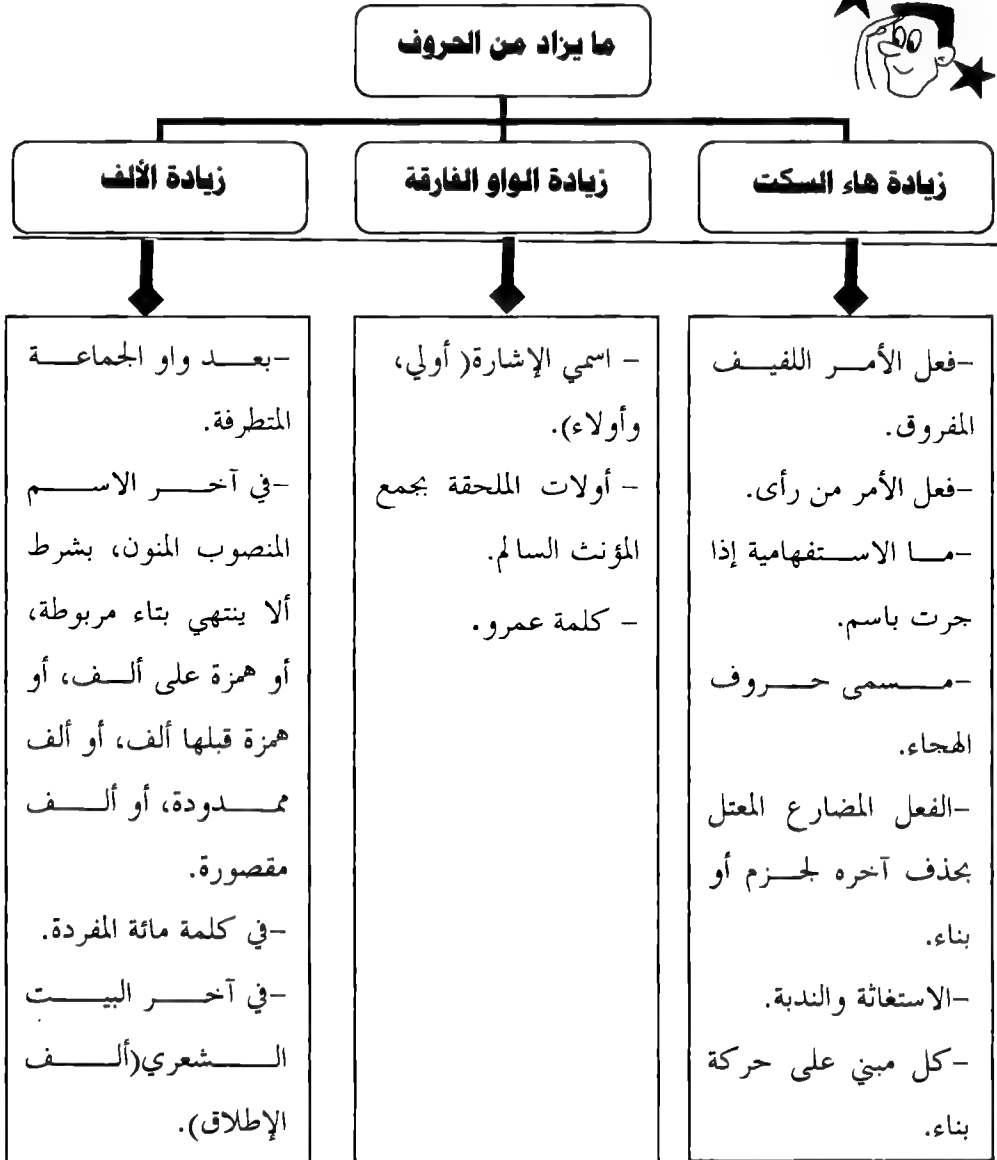 ما يزاد من الحروف
زيادة هاء السكت
زيادة الواو الفارقة
زيادة الألف
-فعل الأمر اللفيف
المفروق.
-فعل الأمر من رأى.
-ما الاستفهامية إذا
جرت باسم.
-مسمى حروف
الهجاء.
-الفعل المضارع المعتل
بحذف آخره لجزم أو
بناء.
-الاستغاثة والندبة.
-كل مبني على حركة
بناء.
- اسمي الإشارة( أولي،
وأولاء).
- أولات الملحقة بجمع
المؤنث السالم.
- كلمة عمرو.
-بعد واو الجماعة
المتطرفة.
-في آخر الاسم
المنصوب المنون، بشرط
ألا ينتهي بتاء مربوطة،
أو همزة على ألف، أو
همزة قبلها ألف، أو ألف
ممدودة، أو ألف
مقصورة.
-في كلمة مائة المفردة.
-في آخر البيت
الشعري(ألف
الإطلاق).